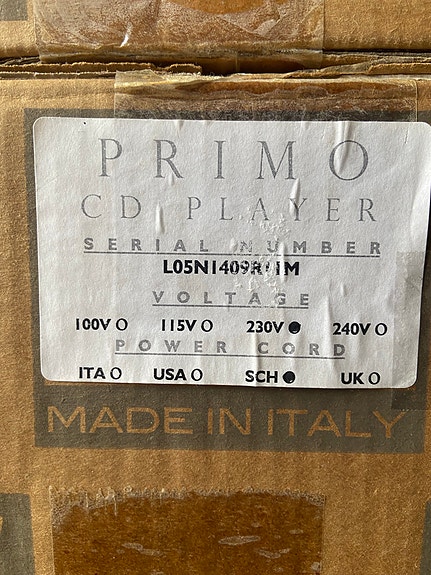 PRIMO
CD PLAYER
SERIAL NUMBER
VOLTAGE
100V O 115V O 230V ● 240V O
POWER CORD
ITA O USA O SCH ● UK O
MADE IN ITALY